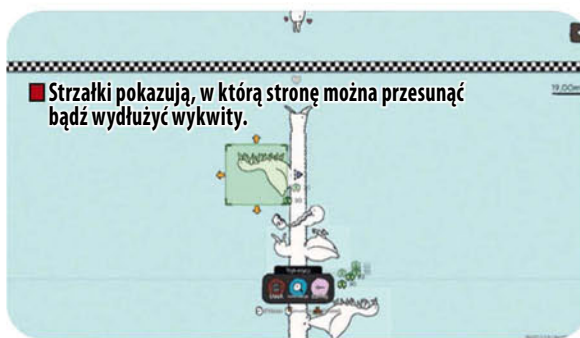 19,00m
Strzałki pokazują, w którą stronę można przesunąć
bądź wydłużyć wykwity.